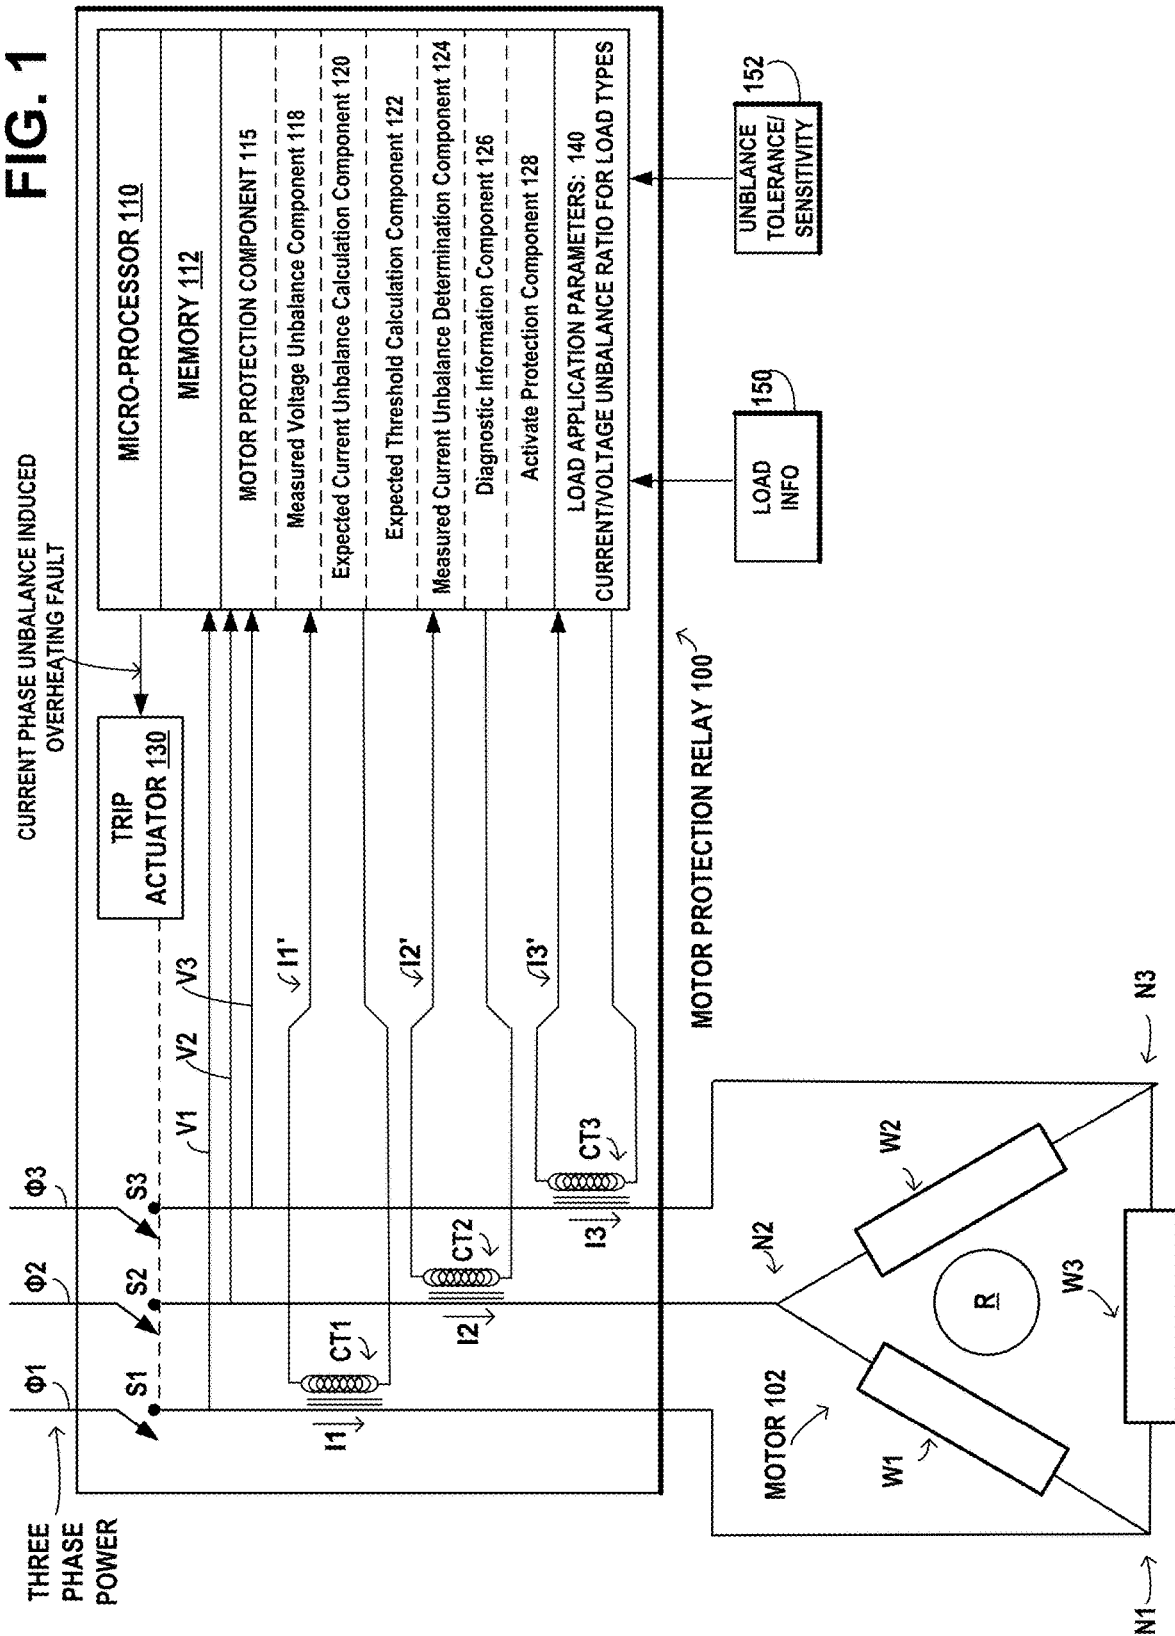 FIG. 1
CURRENT PHASE UNBALANCE INDUCED
OVERHEATING FAULT
THREE
PHASE
POWER
Φ1
Φ2
Φ3
S1
S2
S3
V1
V2
V3
TRIP
ACTUATOR 130
MICRO-PROCESSOR 110
MEMORY 112
MOTOR PROTECTION COMPONENT 115
Measured Voltage Unbalance Component 118
Expected Current Unbalance Calculation Component 120
Expected Threshold Calculation Component 122
Measured Current Unbalance Determination Component 124
Diagnostic Information Component 126
Activate Protection Component 128
LOAD APPLICATION PARAMETERS: 140
CURRENT/VOLTAGE UNBALANCE RATIO FOR LOAD TYPES
I1'
I2'
I3'
CT1
CT2
CT3
I1
I2
I3
MOTOR PROTECTION RELAY 100
LOAD
INFO
150
UNBLANCE
TOLERANCE/
SENSITIVITY
152
MOTOR 102
N2
W1
W2
R
W3
N1
N3